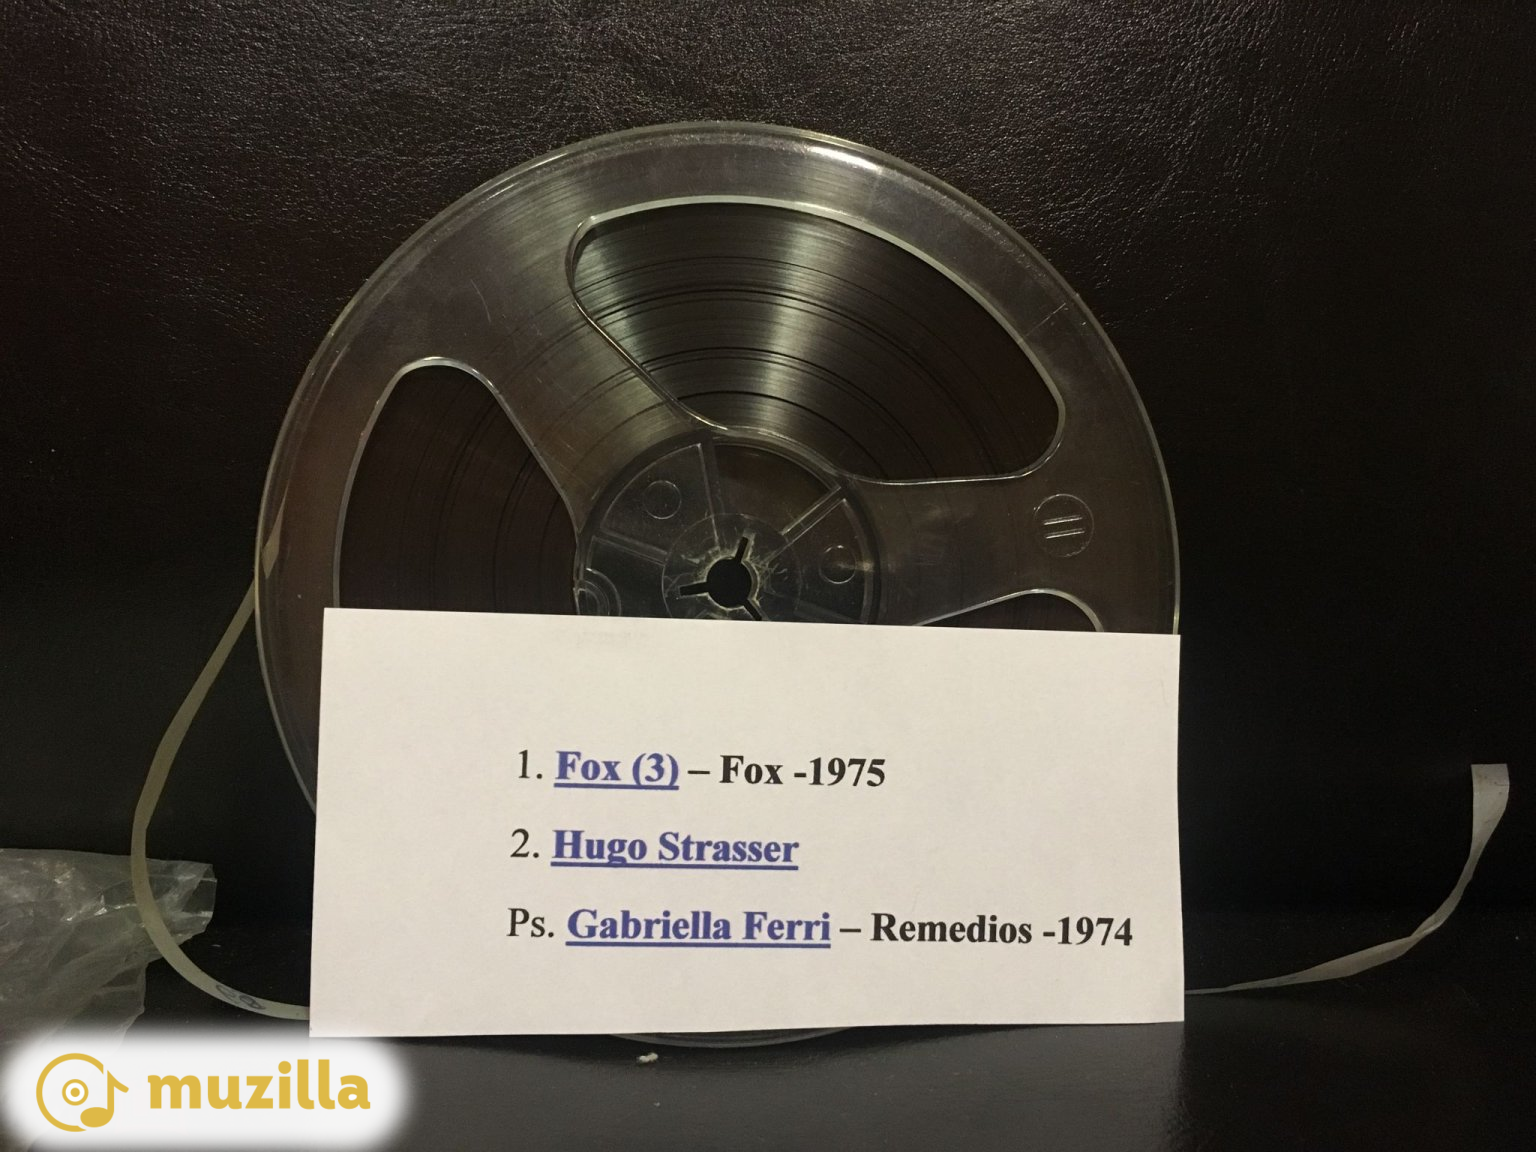 1. Fox (3) – Fox -1975
2. Hugo Strasser
Ps. Gabriella Ferri – Remedios -1974
muzilla